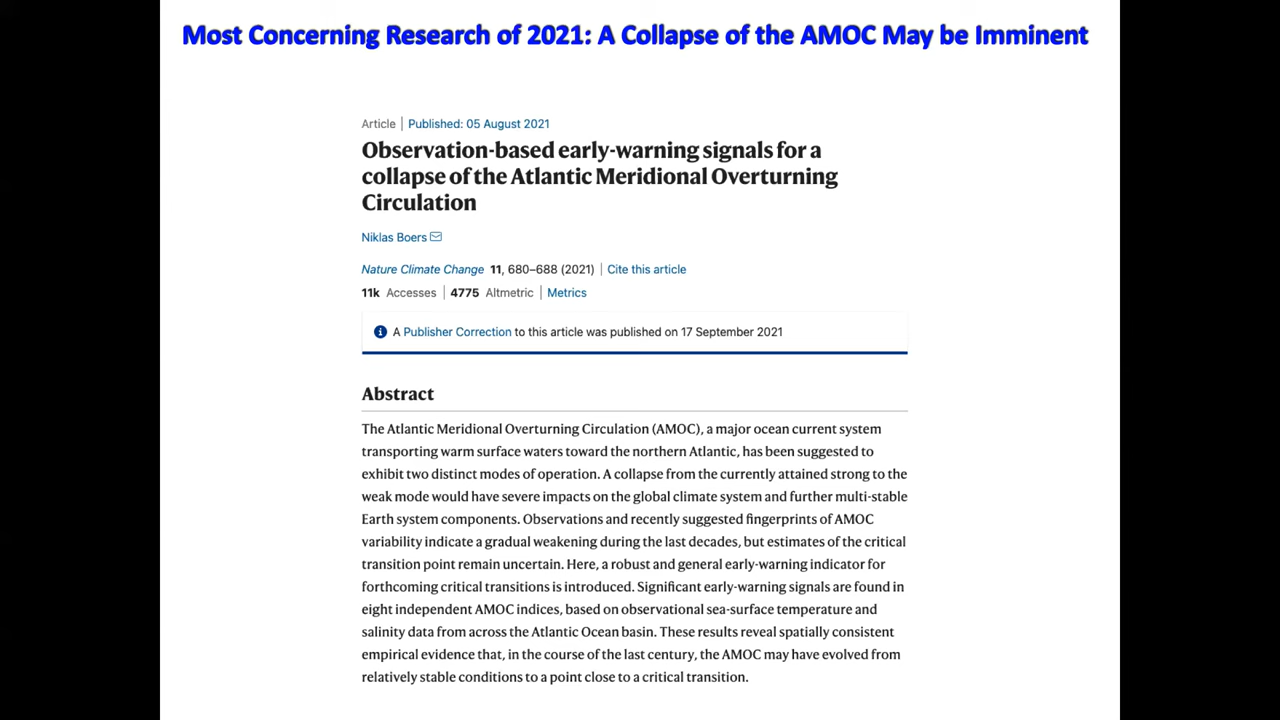 Most Concerning Research of 2021: A Collapse of the AMOC May be Imminent
Article | Published: 05 August 2021
Observation-based early-warning signals for a
collapse of the Atlantic Meridional Overturning
Circulation
Niklas Boers
Nature Climate Change 11, 680–688 (2021) | Cite this article
11k Accesses | 4775 Altmetric | Metrics
A Publisher Correction to this article was published on 17 September 2021
Abstract
The Atlantic Meridional Overturning Circulation (AMOC), a major ocean current system
transporting warm surface waters toward the northern Atlantic, has been suggested to
exhibit two distinct modes of operation. A collapse from the currently attained strong to the
weak mode would have severe impacts on the global climate system and further multi-stable
Earth system components. Observations and recently suggested fingerprints of AMOC
variability indicate a gradual weakening during the last decades, but estimates of the critical
transition point remain uncertain. Here, a robust and general early-warning indicator for
forthcoming critical transitions is introduced. Significant early-warning signals are found in
eight independent AMOC indices, based on observational sea-surface temperature and
salinity data from across the Atlantic Ocean basin. These results reveal spatially consistent
empirical evidence that, in the course of the last century, the AMOC may have evolved from
relatively stable conditions to a point close to a critical transition.